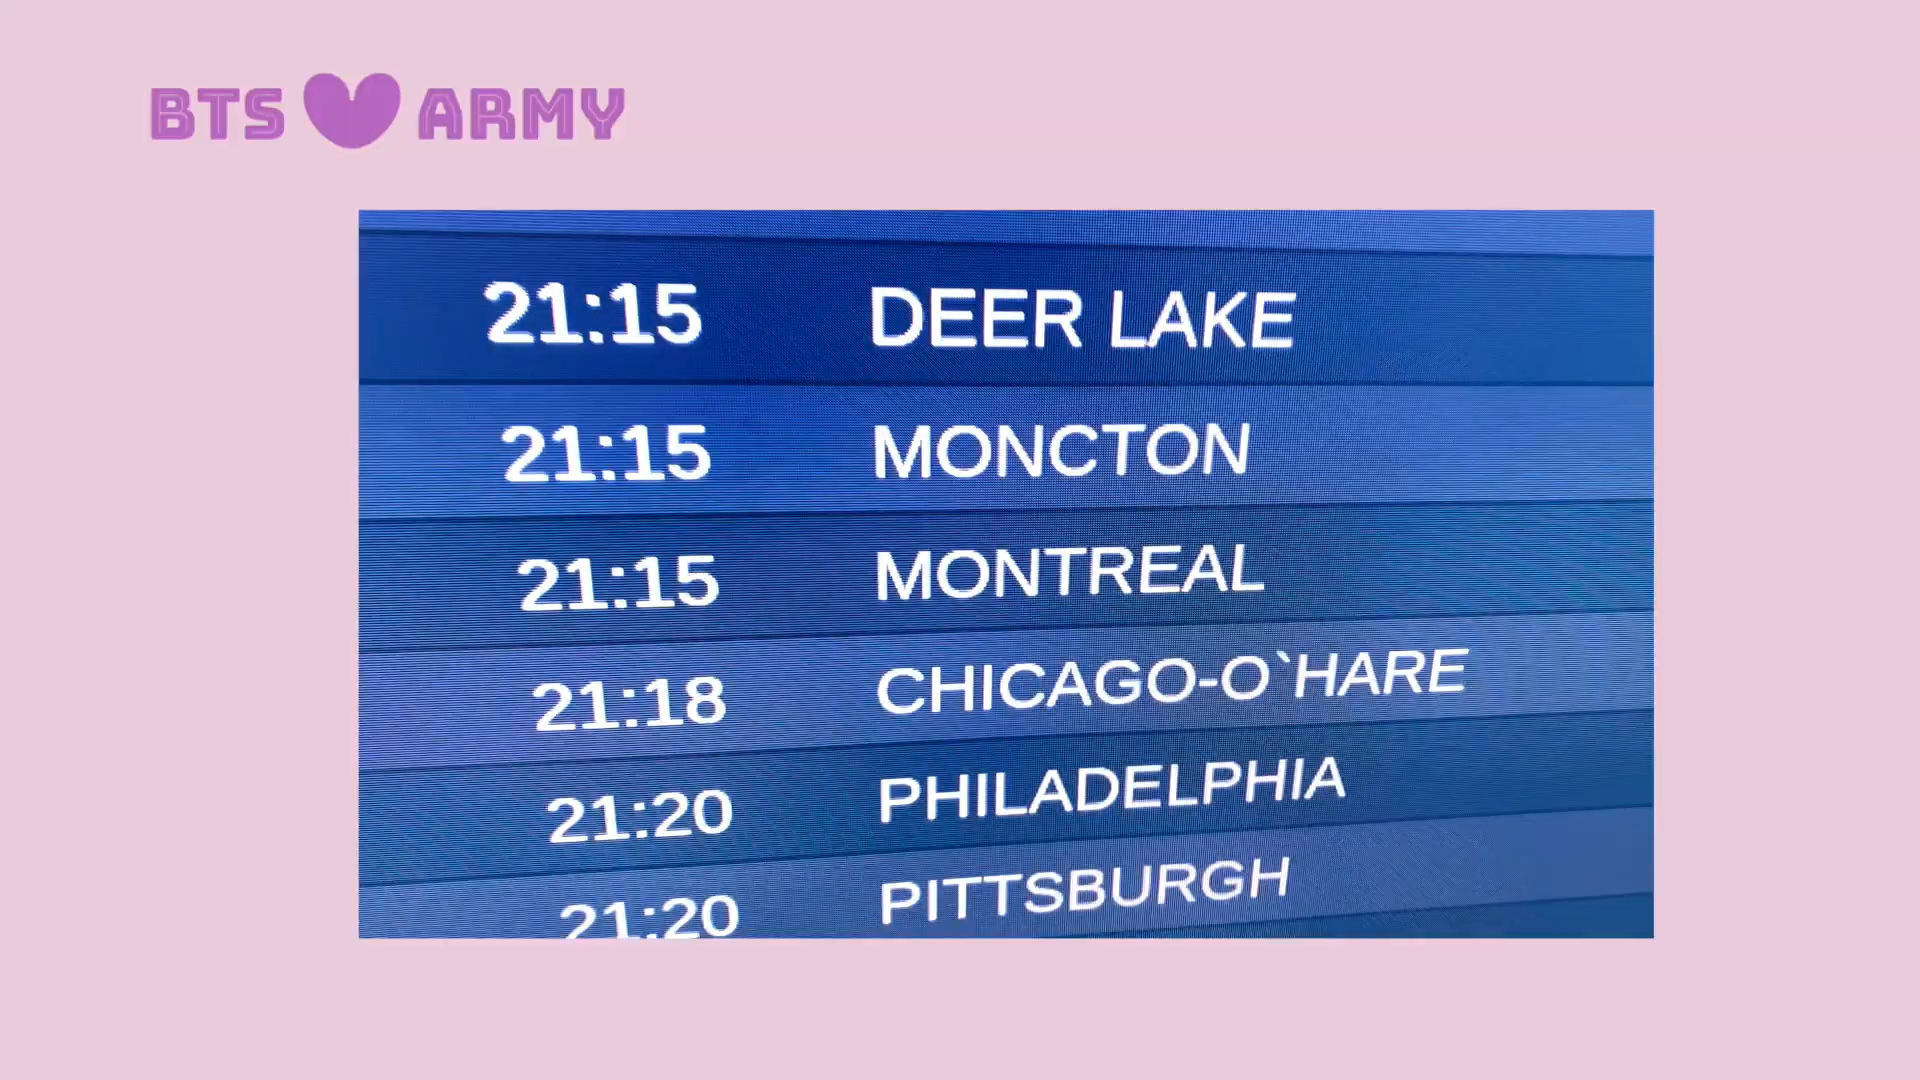 BTS ARMY
21:15 DEER LAKE
21:15 MONCTON
21:15 MONTREAL
21:18 CHICAGO-O`HARE
21:20 PHILADELPHIA
21:20 PITTSBURGH